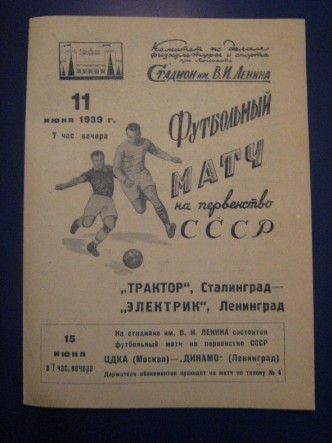 Комитет по делам
физкультуры и спорта
Стадион им. В.И. Ленина
11
июня 1939 г.
7 час. вечера
Футбольный
МАТЧ
на первенство
СССР
„ТРАКТОР", Сталинград—
„ЭЛЕКТРИК", Ленинград
15
июня
в 7 час. вечера
На стадионе им. В. И. ЛЕНИНА состоится
футбольный матч на первенство СССР
ЦДКА (Москва)—„ДИНАМО" (Ленинград)
Держатели абонементов проходят на матч по талону № 4